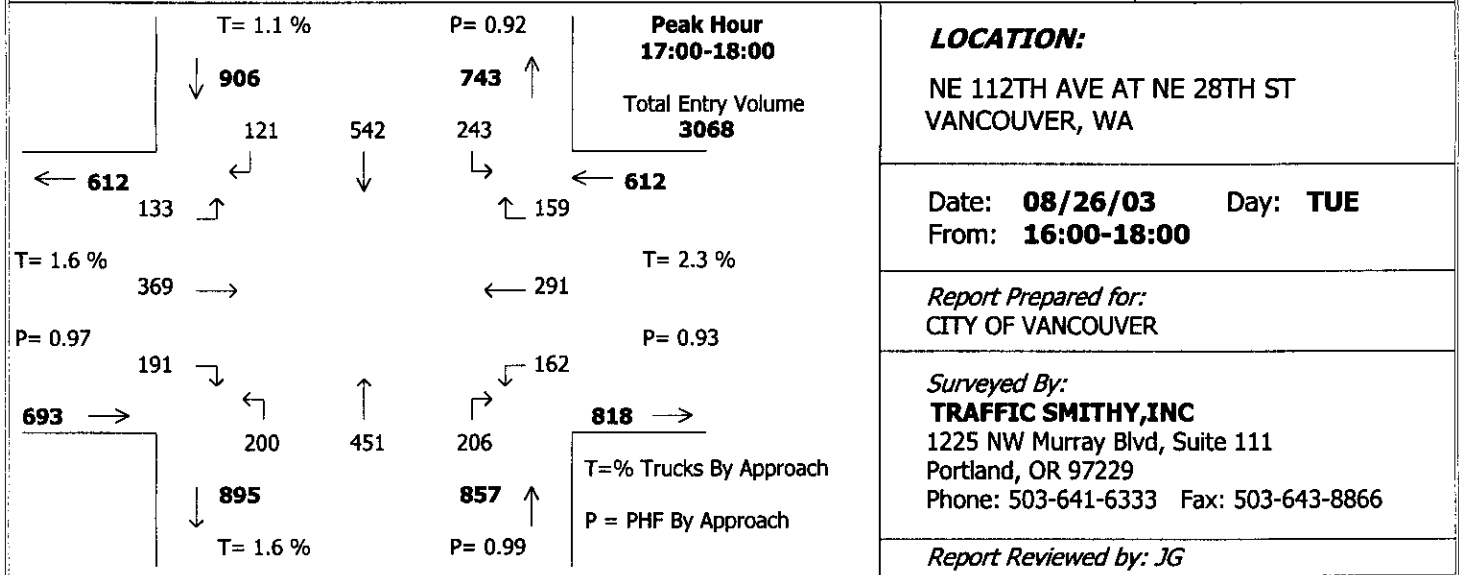 T= 1.1 %
P= 0.92
Peak Hour
17:00-18:00
906
743
Total Entry Volume
3068
121
542
243
612
612
133
159
T= 1.6 %
T= 2.3 %
369
291
P= 0.97
P= 0.93
191
162
693
818
200
451
206
T=% Trucks By Approach
895
857
P = PHF By Approach
T= 1.6 %
P= 0.99
LOCATION:
NE 112TH AVE AT NE 28TH ST
VANCOUVER, WA
Date: 08/26/03 Day: TUE
From: 16:00-18:00
Report Prepared for:
CITY OF VANCOUVER
Surveyed By:
TRAFFIC SMITHY,INC
1225 NW Murray Blvd, Suite 111
Portland, OR 97229
Phone: 503-641-6333 Fax: 503-643-8866
Report Reviewed by: JG